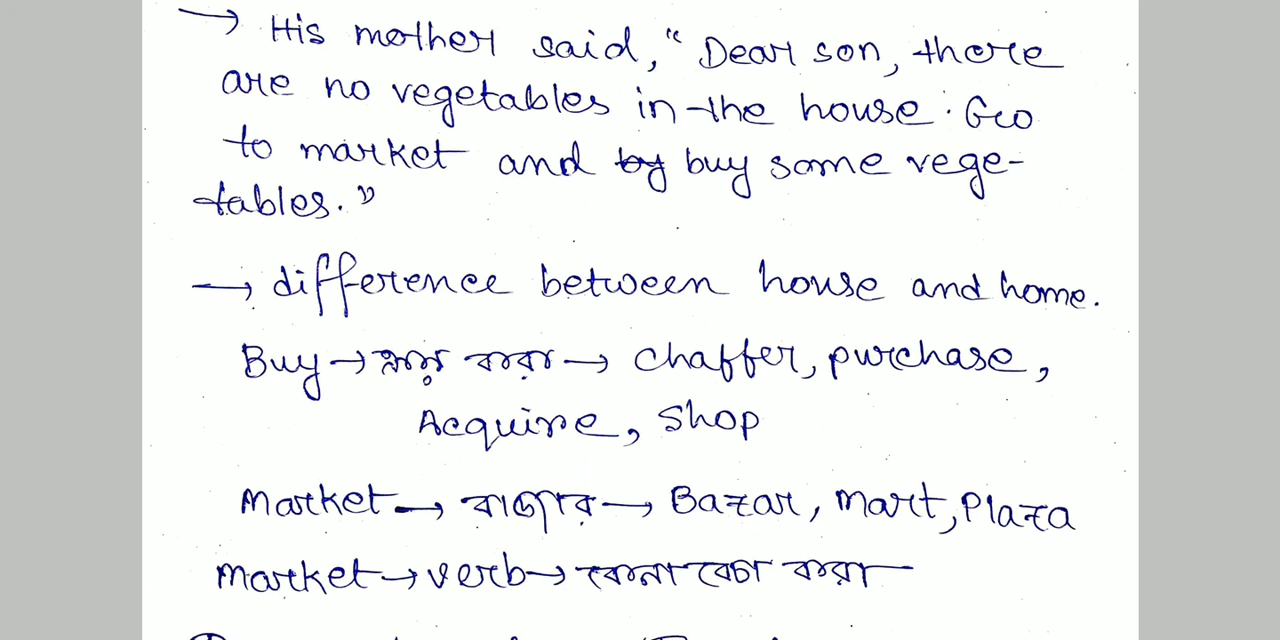 → His mother said, "Dear son, there
are no vegetables in the house. Go
to market and by buy some vege-
tables."
→ difference between house and home.
Buy → ক্রয় করা → chaffer, purchase,
Acquire, Shop
Market → বাজার → Bazar, Mart, Plaza
Market → verb → কেনা বেচা করা